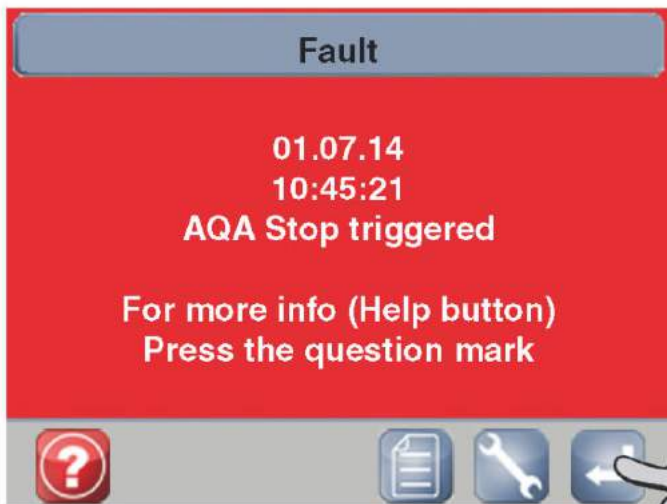 Fault
01.07.14
10:45:21
AQA Stop triggered
For more info (Help button)
Press the question mark
?